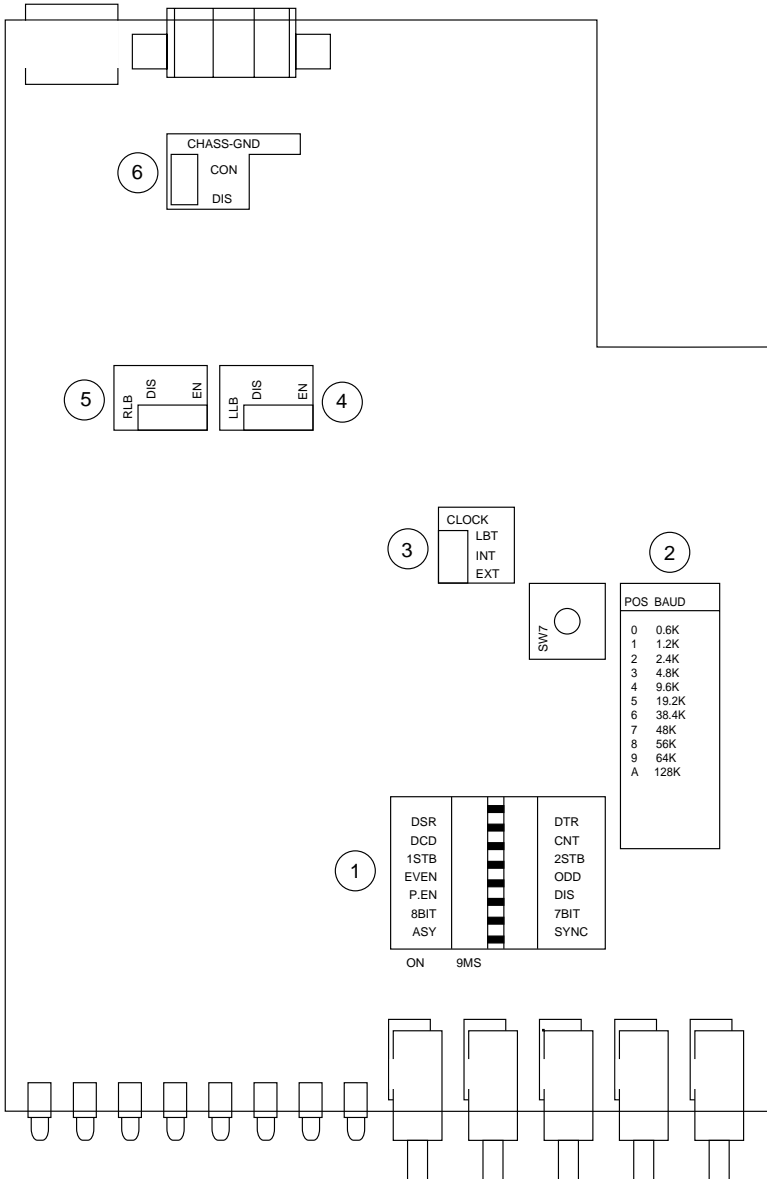 CHASS-GND
6 CON
DIS
5 RLB DIS EN LLB DIS EN 4
CLOCK
3 LBT
INT
EXT
2
SW7
POS BAUD
0 0.6K
1 1.2K
2 2.4K
3 4.8K
4 9.6K
5 19.2K
6 38.4K
7 48K
8 56K
9 64K
A 128K
1
DSR DTR
DCD CNT
1STB 2STB
EVEN ODD
P.EN DIS
8BIT 7BIT
ASY SYNC
ON 9MS